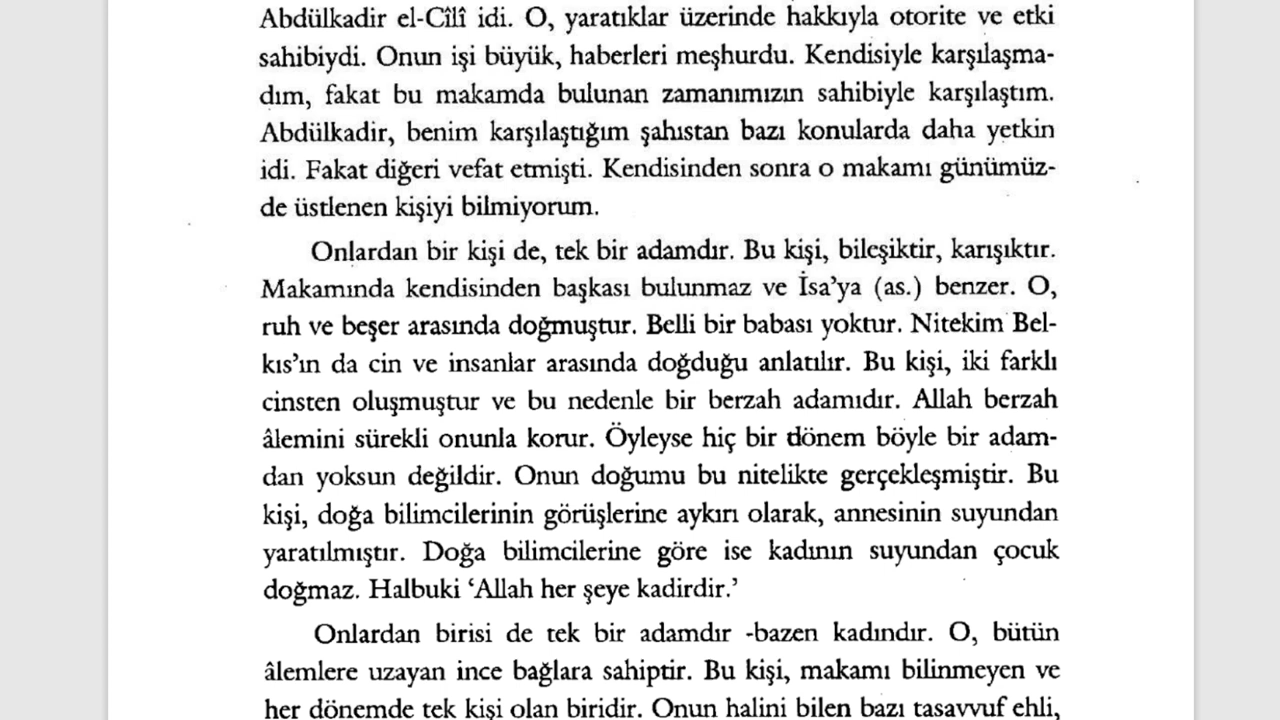 Abdülkadir el-Cîlî idi. O, yaratıklar üzerinde hakkıyla otorite ve etki
sahibiydi. Onun işi büyük, haberleri meşhurdu. Kendisiyle karşılaşma-
dım, fakat bu makamda bulunan zamanımızın sahibiyle karşılaştım.
Abdülkadir, benim karşılaştığım şahıstan bazı konularda daha yetkin
idi. Fakat diğeri vefat etmişti. Kendisinden sonra o makamı günümüz-
de üstlenen kişiyi bilmiyorum.
Onlardan bir kişi de, tek bir adamdır. Bu kişi, bileşiktir, karışıktır.
Makamında kendisinden başkası bulunmaz ve İsa’ya (as.) benzer. O,
ruh ve beşer arasında doğmuştur. Belli bir babası yoktur. Nitekim Bel-
kıs’ın da cin ve insanlar arasında doğduğu anlatılır. Bu kişi, iki farklı
cinsten oluşmuştur ve bu nedenle bir berzah adamıdır. Allah berzah
âlemini sürekli onunla korur. Öyleyse hiç bir dönem böyle bir adam-
dan yoksun değildir. Onun doğumu bu nitelikte gerçekleşmiştir. Bu
kişi, doğa bilimcilerinin görüşlerine aykırı olarak, annesinin suyundan
yaratılmıştır. Doğa bilimcilerine göre ise kadının suyundan çocuk
doğmaz. Halbuki ‘Allah her şeye kadirdir.’
Onlardan birisi de tek bir adamdır -bazen kadındır. O, bütün
âlemlere uzayan ince bağlara sahiptir. Bu kişi, makamı bilinmeyen ve
her dönemde tek kişi olan biridir. Onun halini bilen bazı tasavvuf ehli,